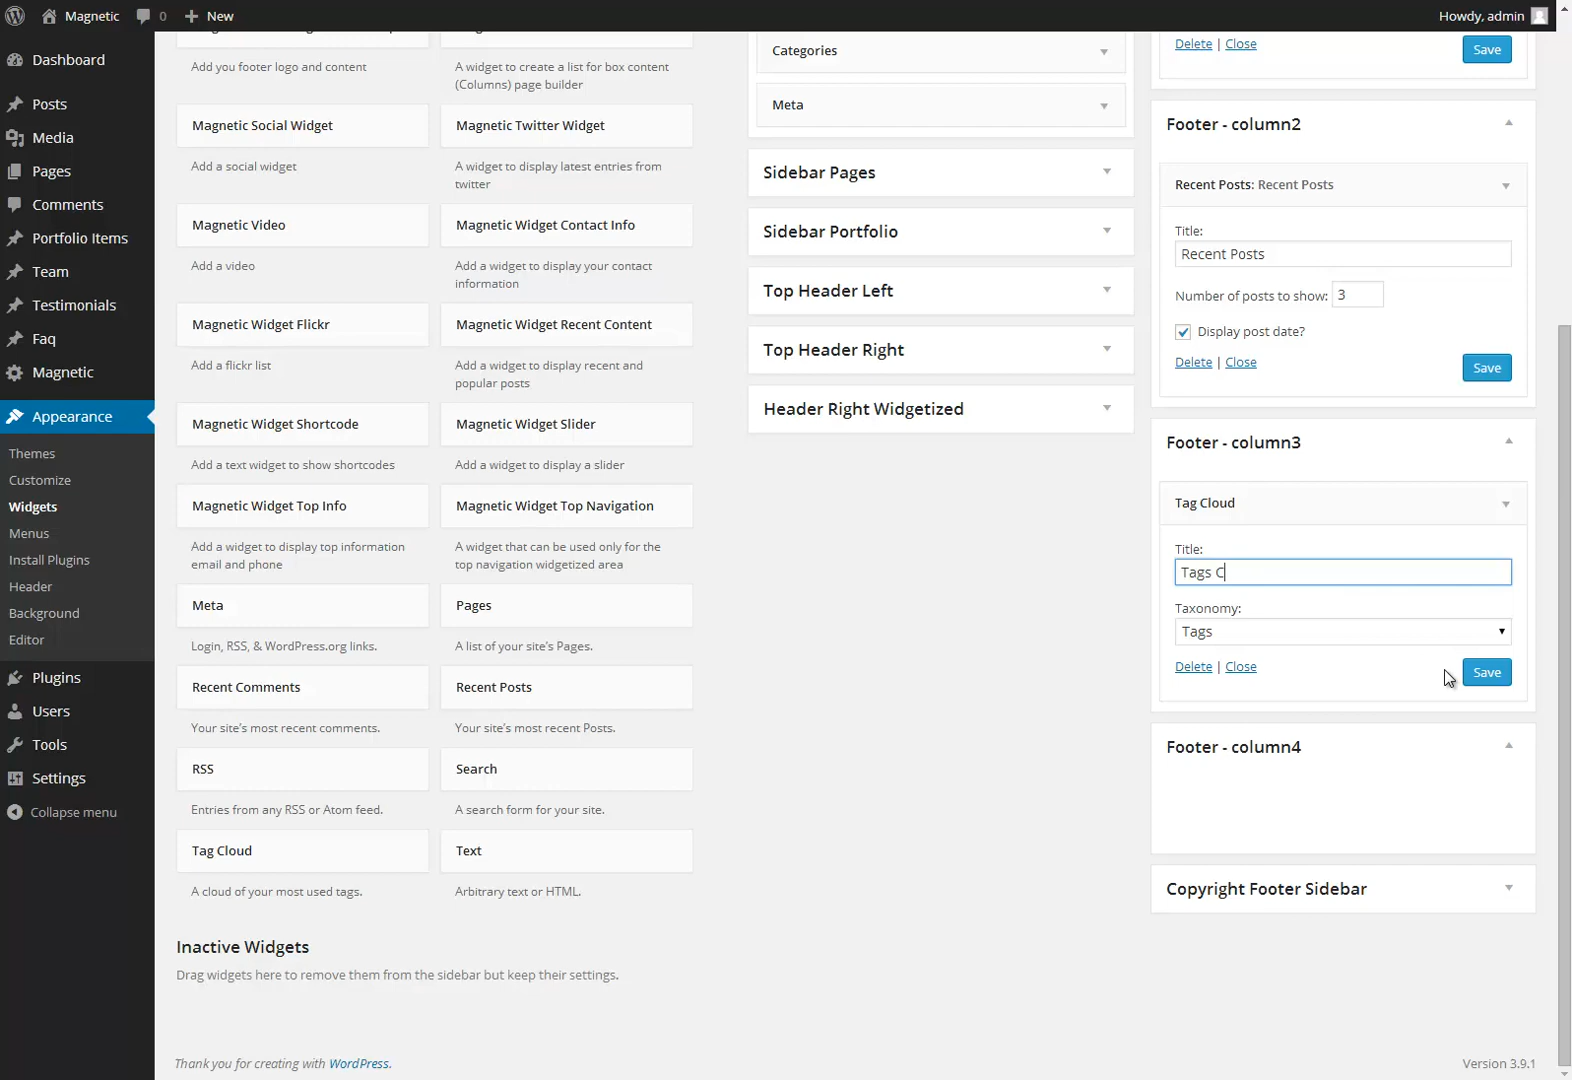 Magnetic
0
New
Howdy, admin
Dashboard
Posts
Media
Pages
Comments
Portfolio Items
Team
Testimonials
Faq
Magnetic
Appearance
Themes
Customize
Widgets
Menus
Install Plugins
Header
Background
Editor
Plugins
Users
Tools
Settings
Collapse menu
Add you footer logo and content
A widget to create a list for box content
(Columns) page builder
Magnetic Social Widget
Magnetic Twitter Widget
Add a social widget
A widget to display latest entries from
twitter
Magnetic Video
Magnetic Widget Contact Info
Add a video
Add a widget to display your contact
information
Magnetic Widget Flickr
Magnetic Widget Recent Content
Add a flickr list
Add a widget to display recent and
popular posts
Magnetic Widget Shortcode
Magnetic Widget Slider
Add a text widget to show shortcodes
Add a widget to display a slider
Magnetic Widget Top Info
Magnetic Widget Top Navigation
Add a widget to display top information
email and phone
A widget that can be used only for the
top navigation widgetized area
Meta
Pages
Login, RSS, & WordPress.org links.
A list of your site's Pages.
Recent Comments
Recent Posts
Your site's most recent comments.
Your site's most recent Posts.
RSS
Search
Entries from any RSS or Atom feed.
A search form for your site.
Tag Cloud
Text
A cloud of your most used tags.
Arbitrary text or HTML.
Inactive Widgets
Drag widgets here to remove them from the sidebar but keep their settings.
Categories
Meta
Sidebar Pages
Sidebar Portfolio
Top Header Left
Top Header Right
Header Right Widgetized
Delete | Close
Save
Footer - column2
Recent Posts: Recent Posts
Title:
Recent Posts
Number of posts to show: 3
Display post date?
Delete | Close
Save
Footer - column3
Tag Cloud
Title:
Tags C
Taxonomy:
Tags
Delete | Close
Save
Footer - column4
Copyright Footer Sidebar
Thank you for creating with WordPress.
Version 3.9.1